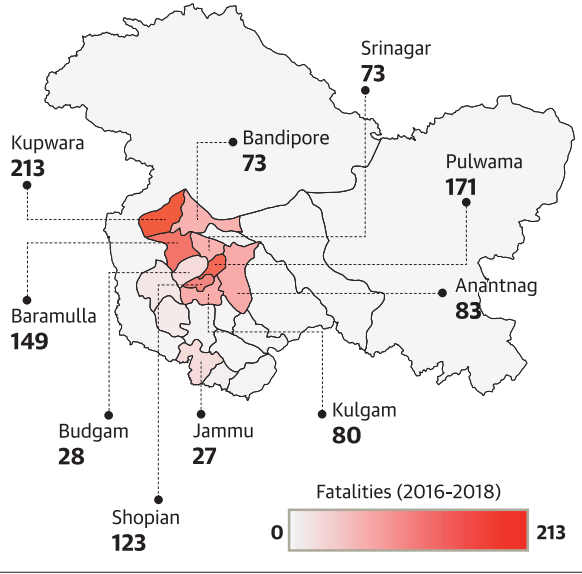 Srinagar
73
Kupwara
213
Bandipore
73
Pulwama
171
Anantnag
83
Baramulla
149
Kulgam
80
Budgam
28
Jammu
27
Shopian
123
Fatalities (2016-2018)
0
213